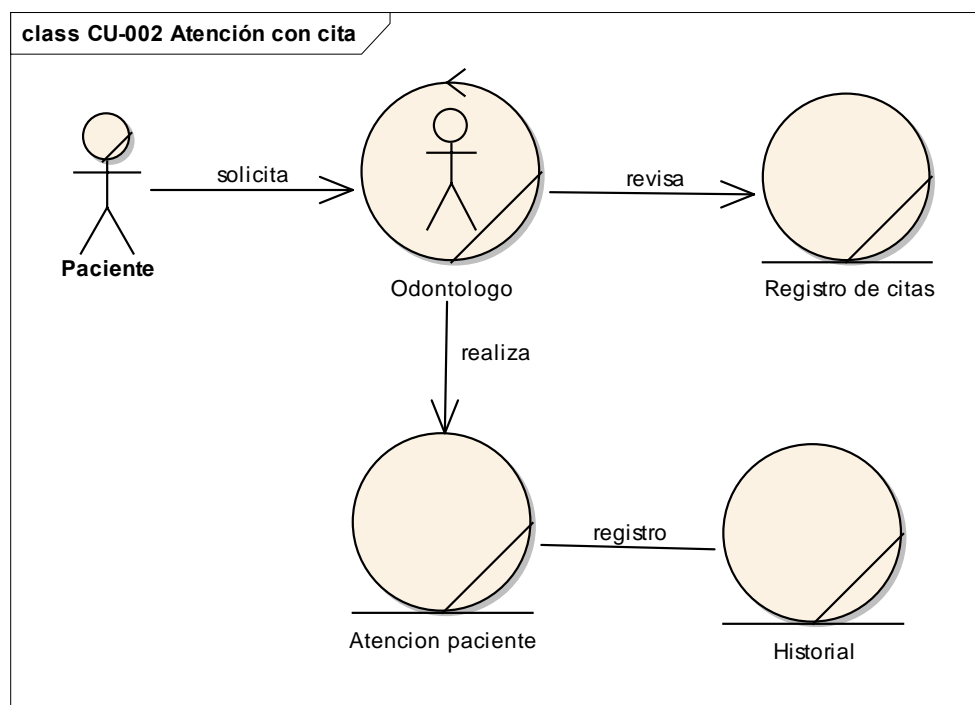 class CU-002 Atención con cita
solicita
revisa
Paciente
Odontologo
Registro de citas
realiza
registro
Atencion paciente
Historial